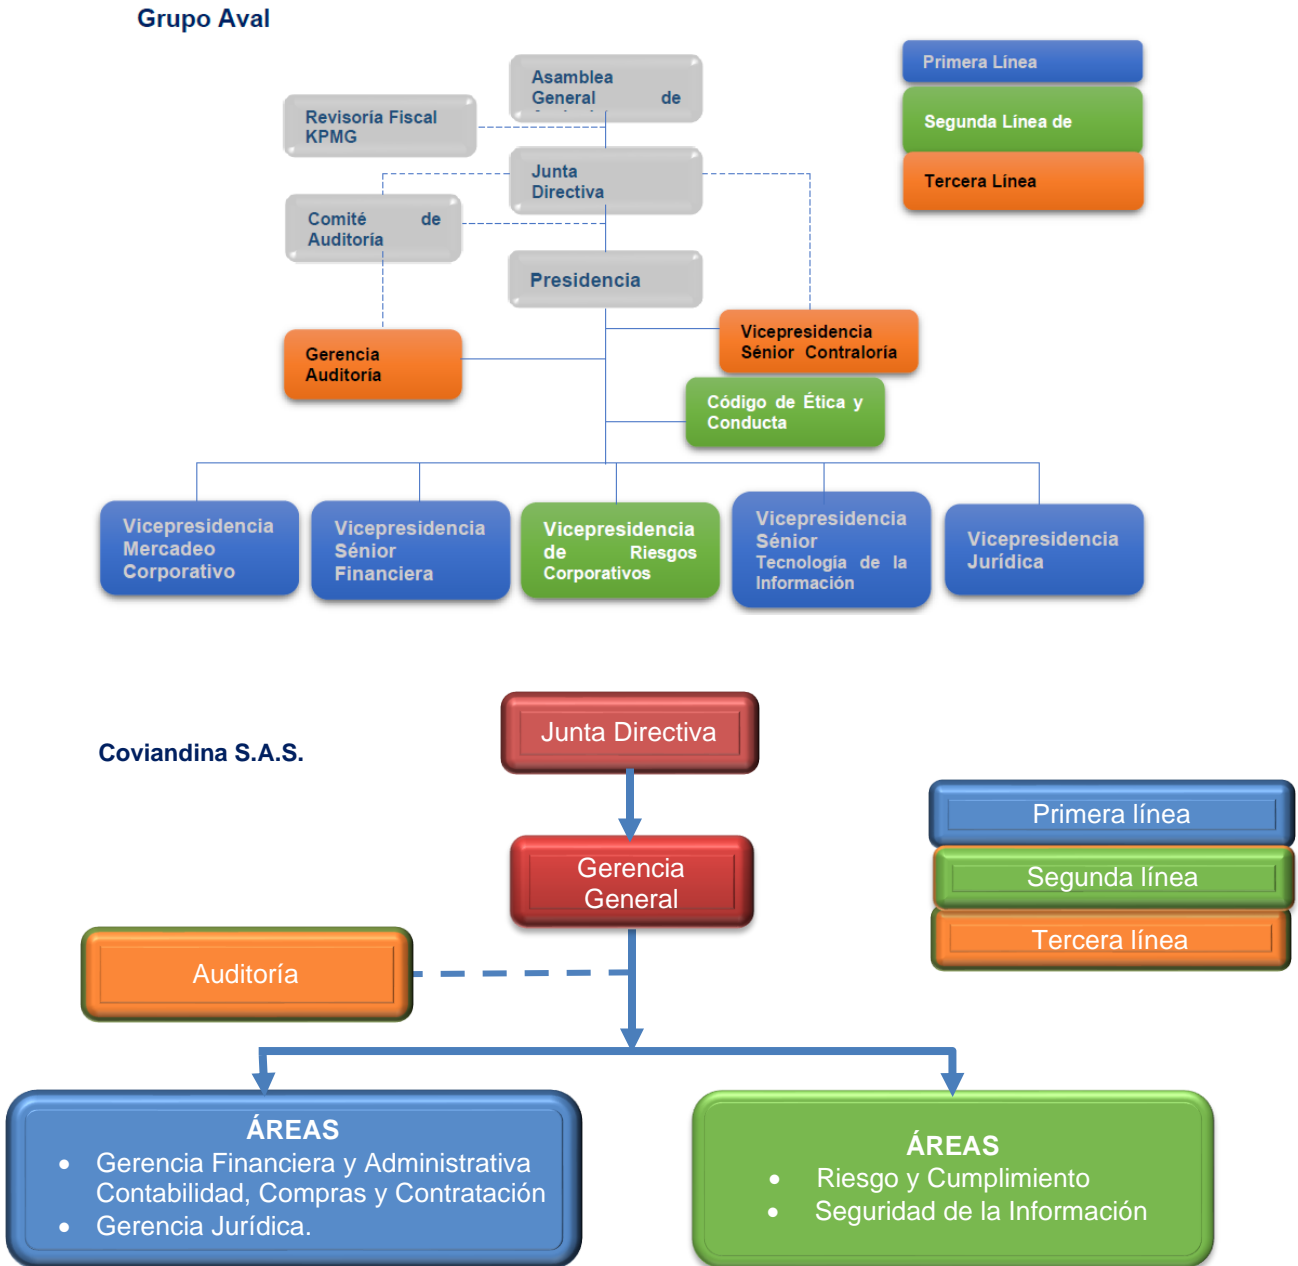 Grupo Aval
Asamblea
General de
Revisoría Fiscal
KPMG
Primera Línea
Segunda Línea de
Tercera Línea
Junta
Directiva
Comité de
Auditoría
Presidencia
Vicepresidencia
Sénior Contraloría
Gerencia
Auditoría
Código de Ética y
Conducta
Vicepresidencia
Mercadeo
Corporativo
Vicepresidencia
Sénior
Financiera
Vicepresidencia
de Riesgos
Corporativos
Vicepresidencia
Sénior
Tecnología de la
Información
Vicepresidencia
Jurídica
Coviandina S.A.S.
Junta Directiva
Gerencia
General
Primera línea
Segunda línea
Tercera línea
Auditoría
ÁREAS
• Gerencia Financiera y Administrativa
Contabilidad, Compras y Contratación
• Gerencia Jurídica.
ÁREAS
• Riesgo y Cumplimiento
• Seguridad de la Información